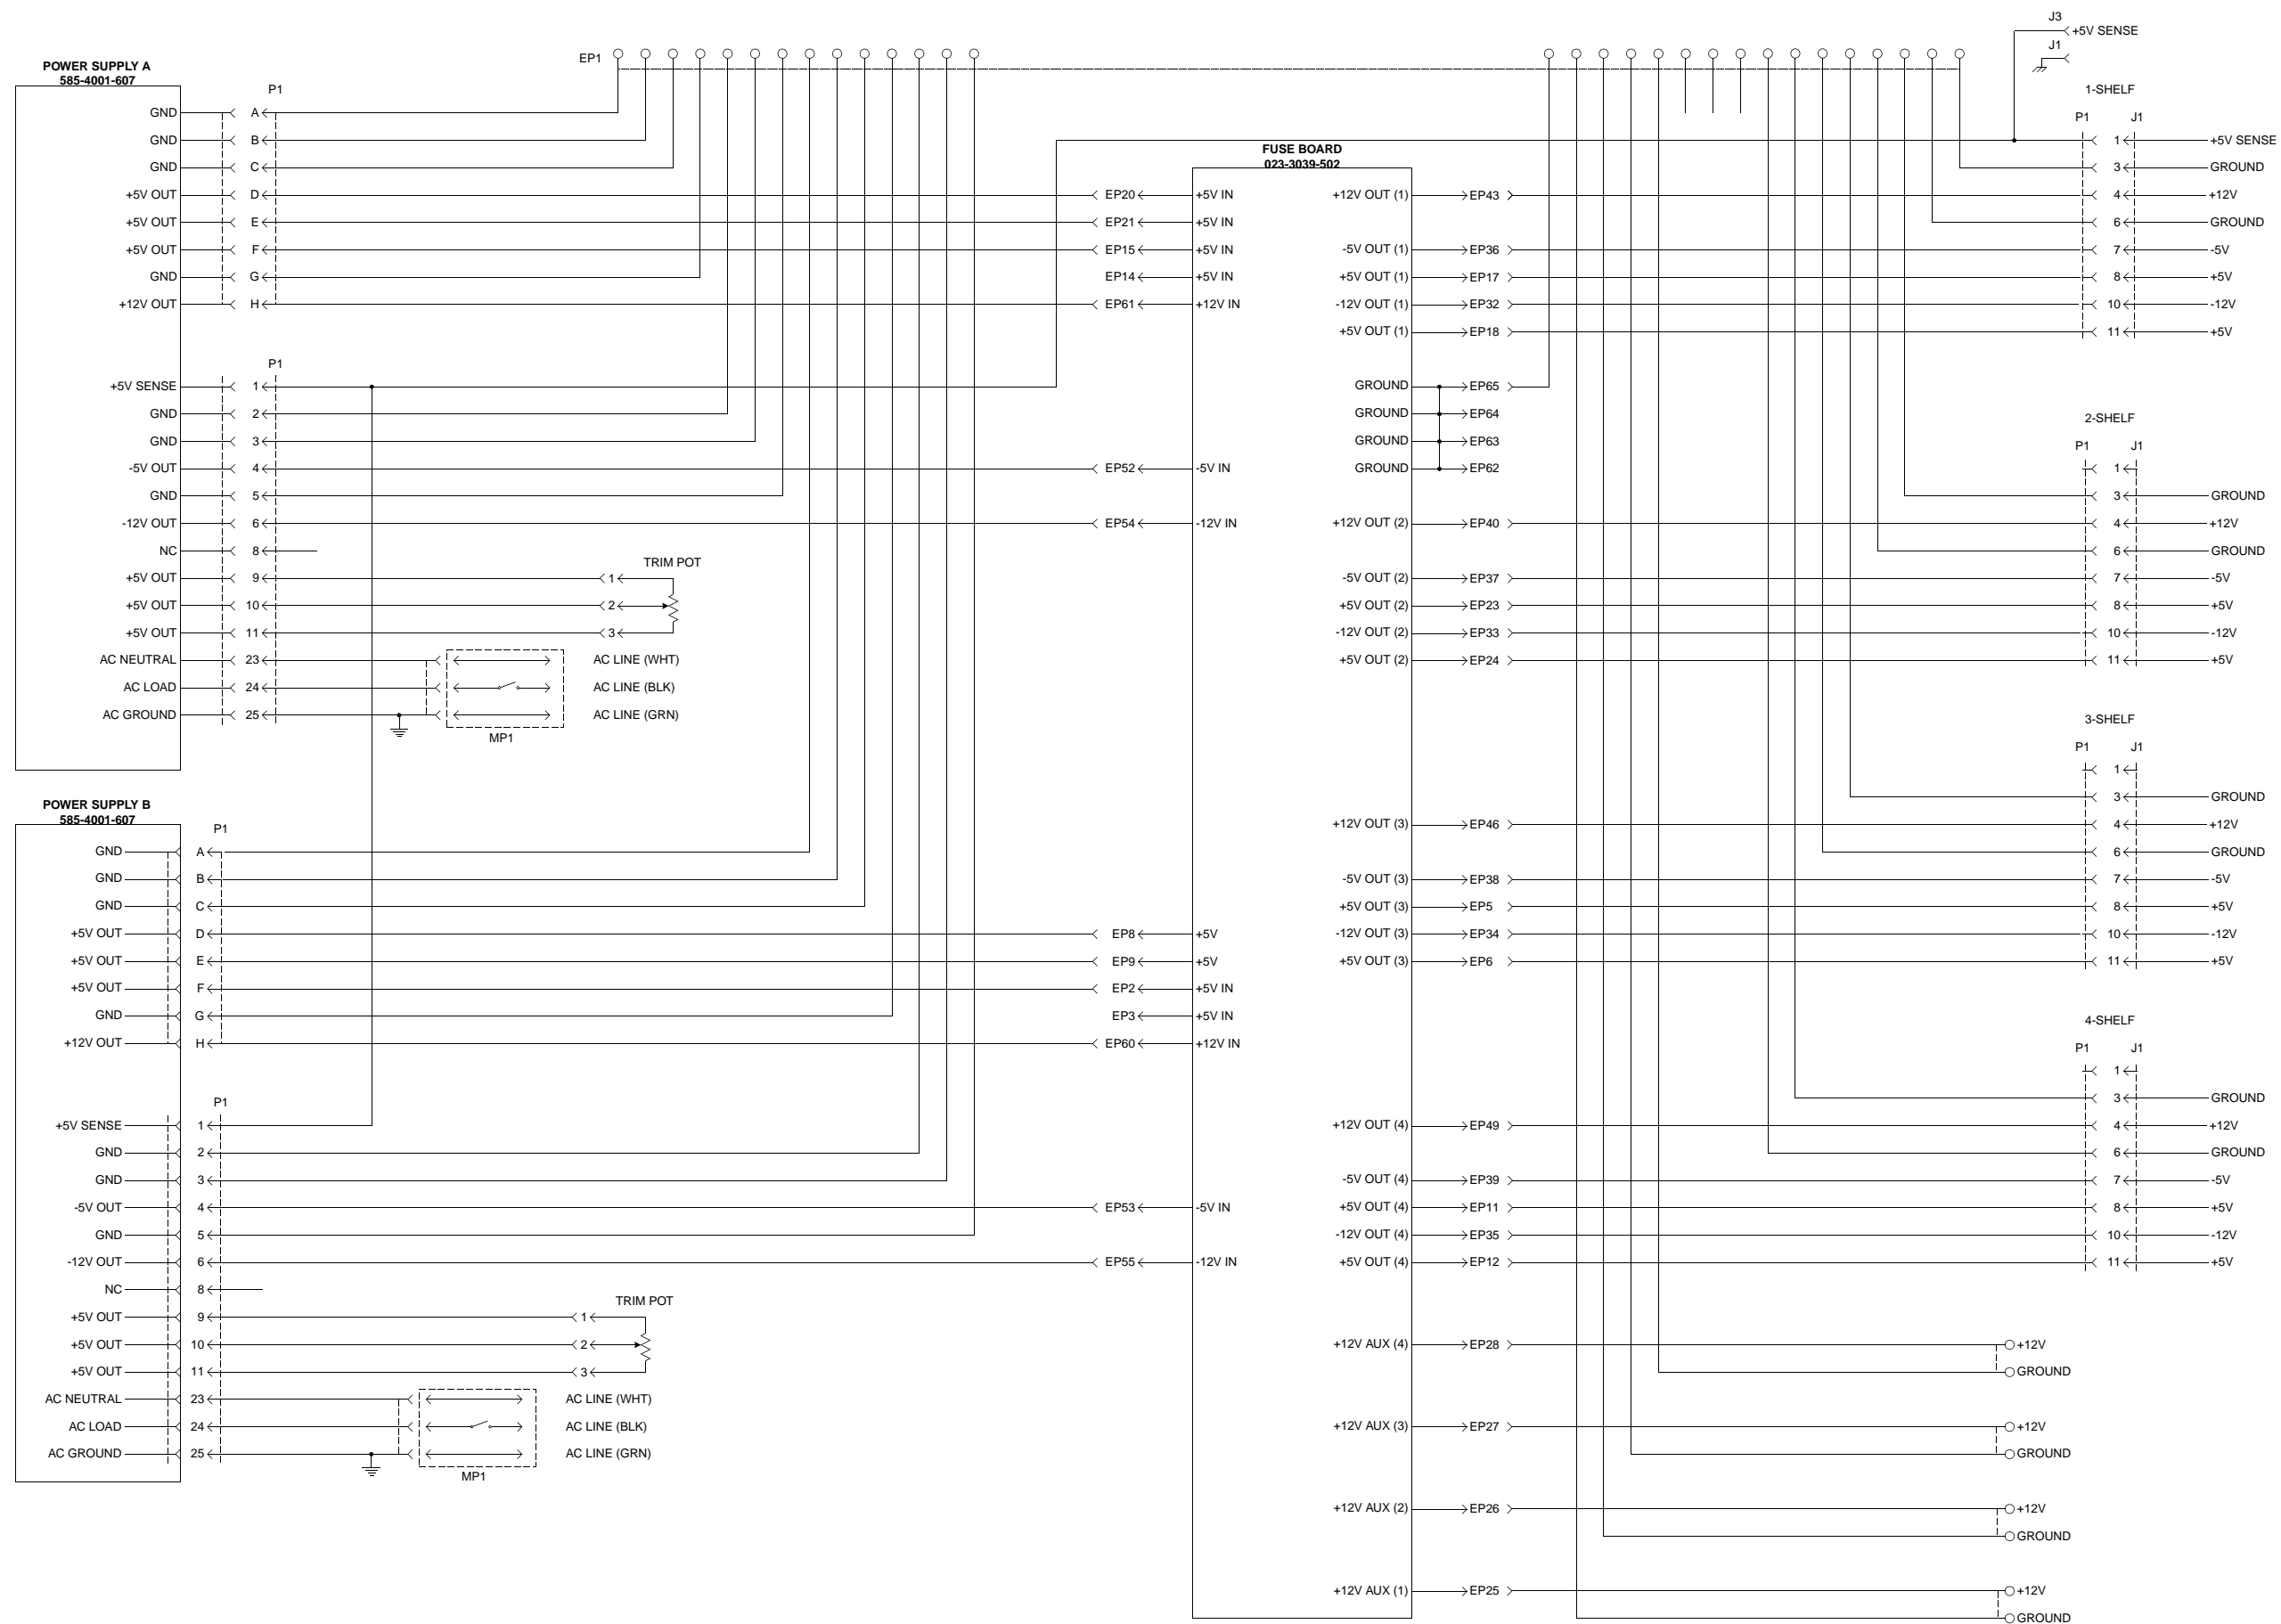 POWER SUPPLY A
585-4001-607
P1
GND A
GND B
GND C
+5V OUT D
+5V OUT E
+5V OUT F
GND G
+12V OUT H
P1
+5V SENSE 1
GND 2
GND 3
-5V OUT 4
GND 5
-12V OUT 6
NC 8
+5V OUT 9 1
+5V OUT 10 2
+5V OUT 11 3
TRIM POT
AC NEUTRAL 23 AC LINE (WHT)
AC LOAD 24 AC LINE (BLK)
AC GROUND 25 AC LINE (GRN)
MP1
POWER SUPPLY B
585-4001-607
P1
GND A
GND B
GND C
+5V OUT D
+5V OUT E
+5V OUT F
GND G
+12V OUT H
P1
+5V SENSE 1
GND 2
GND 3
-5V OUT 4
GND 5
-12V OUT 6
NC 8
TRIM POT
+5V OUT 9 1
+5V OUT 10 2
+5V OUT 11 3
AC NEUTRAL 23 AC LINE (WHT)
AC LOAD 24 AC LINE (BLK)
AC GROUND 25 AC LINE (GRN)
MP1
EP1
FUSE BOARD
023-3039-502
EP20 +5V IN
EP21 +5V IN
EP15 +5V IN
EP14 +5V IN
EP61 +12V IN
EP52 -5V IN
EP54 -12V IN
EP8 +5V
EP9 +5V
EP2 +5V IN
EP3 +5V IN
EP60 +12V IN
EP53 -5V IN
EP55 -12V IN
+12V OUT (1) EP43
-5V OUT (1) EP36
+5V OUT (1) EP17
-12V OUT (1) EP32
+5V OUT (1) EP18
GROUND EP65
GROUND EP64
GROUND EP63
GROUND EP62
+12V OUT (2) EP40
-5V OUT (2) EP37
+5V OUT (2) EP23
-12V OUT (2) EP33
+5V OUT (2) EP24
+12V OUT (3) EP46
-5V OUT (3) EP38
+5V OUT (3) EP5
-12V OUT (3) EP34
+5V OUT (3) EP6
+12V OUT (4) EP49
-5V OUT (4) EP39
+5V OUT (4) EP11
-12V OUT (4) EP35
+5V OUT (4) EP12
+12V AUX (4) EP28
+12V AUX (3) EP27
+12V AUX (2) EP26
+12V AUX (1) EP25
J3
+5V SENSE
J1
1-SHELF
P1 J1
1 +5V SENSE
3 GROUND
4 +12V
6 GROUND
7 -5V
8 +5V
10 -12V
11 +5V
2-SHELF
P1 J1
1
3 GROUND
4 +12V
6 GROUND
7 -5V
8 +5V
10 -12V
11 +5V
3-SHELF
P1 J1
1
3 GROUND
4 +12V
6 GROUND
7 -5V
8 +5V
10 -12V
11 +5V
4-SHELF
P1 J1
1
3 GROUND
4 +12V
6 GROUND
7 -5V
8 +5V
10 -12V
11 +5V
+12V
GROUND
+12V
GROUND
+12V
GROUND
+12V
GROUND